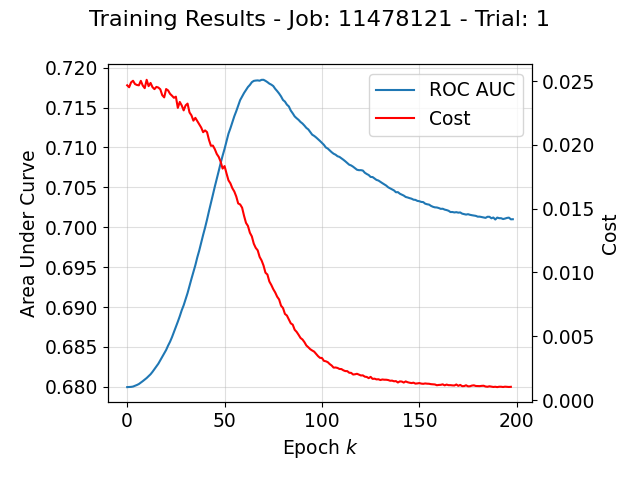 Training Results - Job: 11478121 - Trial: 1
0.720
0.715
0.710
0.705
0.700
0.695
0.690
0.685
0.680
Area Under Curve
ROC AUC
Cost
0.025
0.020
0.015
0.010
0.005
0.000
Cost
0 50 100 150 200
Epoch k